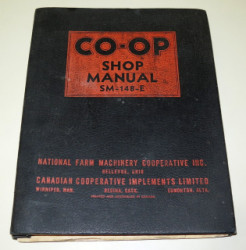 CO-OP
SHOP
MANUAL
SM-148-E
NATIONAL FARM MACHINERY COOPERATIVE INC.
BELLEVUE, OHIO
CANADIAN COOPERATIVE IMPLEMENTS LIMITED
WINNIPEG, MAN. REGINA, SASK. EDMONTON, ALTA.